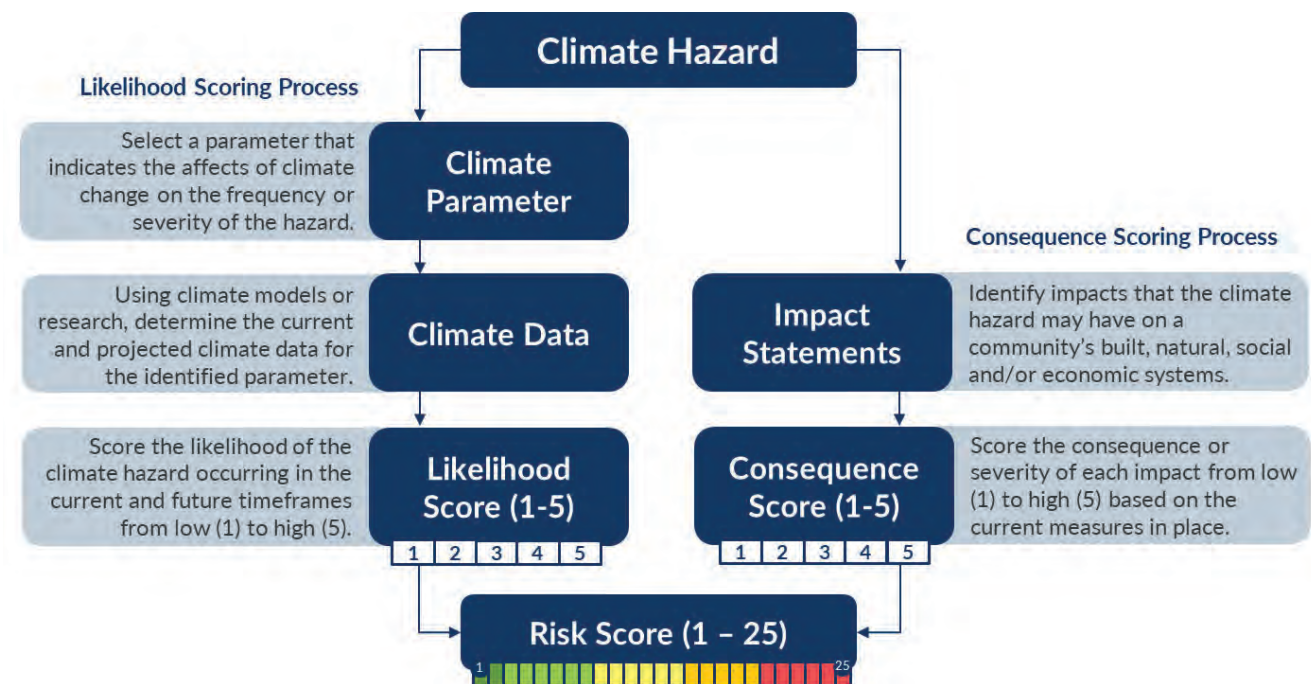 Climate Hazard
Likelihood Scoring Process
Select a parameter that
indicates the affects of climate
change on the frequency or
severity of the hazard.
Climate
Parameter
Using climate models or
research, determine the current
and projected climate data for
the identified parameter.
Climate Data
Score the likelihood of the
climate hazard occurring in the
current and future timeframes
from low (1) to high (5).
Likelihood
Score (1-5)
1 2 3 4 5
Consequence Scoring Process
Impact
Statements
Identify impacts that the climate
hazard may have on a
community's built, natural, social
and/or economic systems.
Consequence
Score (1-5)
1 2 3 4 5
Score the consequence or
severity of each impact from low
(1) to high (5) based on the
current measures in place.
Risk Score (1 – 25)
1 25